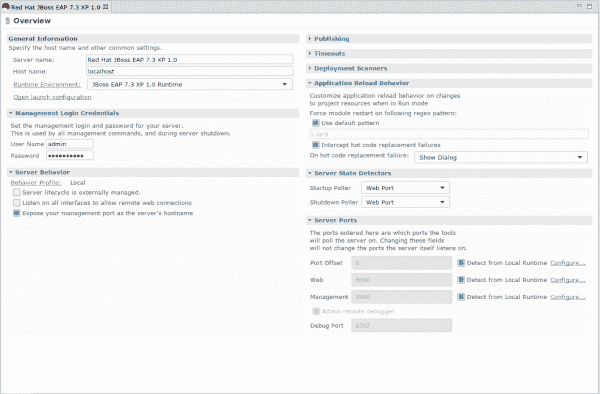 Red Hat JBoss EAP 7.3 XP 1.0
Overview
General Information
Specify the host name and other common settings.
Server name: Red Hat JBoss EAP 7.3 XP 1.0
Host name: localhost
Runtime Environment: JBoss EAP 7.3 XP 1.0 Runtime
Open launch configuration
Management Login Credentials
Set the management login and password for your server.
This is used by all management commands, and during server shutdown.
User Name admin
Password ••••••••••
Server Behavior
Behavior Profile: Local
Server lifecycle is externally managed.
Listen on all interfaces to allow remote web connections
Expose your management port as the server's hostname
Publishing
Timeouts
Deployment Scanners
Application Reload Behavior
Customize application reload behavior on changes
to project resources when in Run mode
Force module restart on following regex pattern:
Use default pattern
\.jar$
Intercept hot code replacement failures
On hot code replacement failure: Show Dialog
Server State Detectors
Startup Poller Web Port
Shutdown Poller Web Port
Server Ports
The ports entered here are which ports the tools
will poll the server on. Changing these fields
will not change the ports the server itself listens on.
Port Offset 0 Detect from Local Runtime Configure...
Web 8080 Detect from Local Runtime Configure...
Management 9990 Detect from Local Runtime Configure...
Attach remote debugger
Debug Port 8787